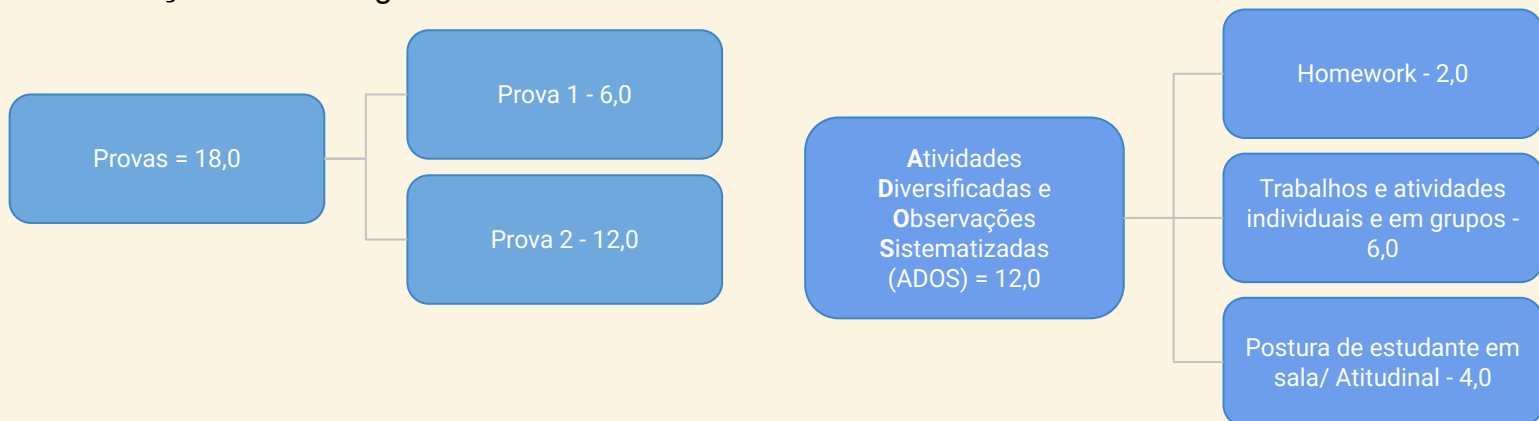 Provas = 18,0
Prova 1 - 6,0
Prova 2 - 12,0
Atividades
Diversificadas e
Observações
Sistematizadas
(ADOS) = 12,0
Homework - 2,0
Trabalhos e atividades
individuais e em grupos -
6,0
Postura de estudante em
sala/ Atitudinal - 4,0